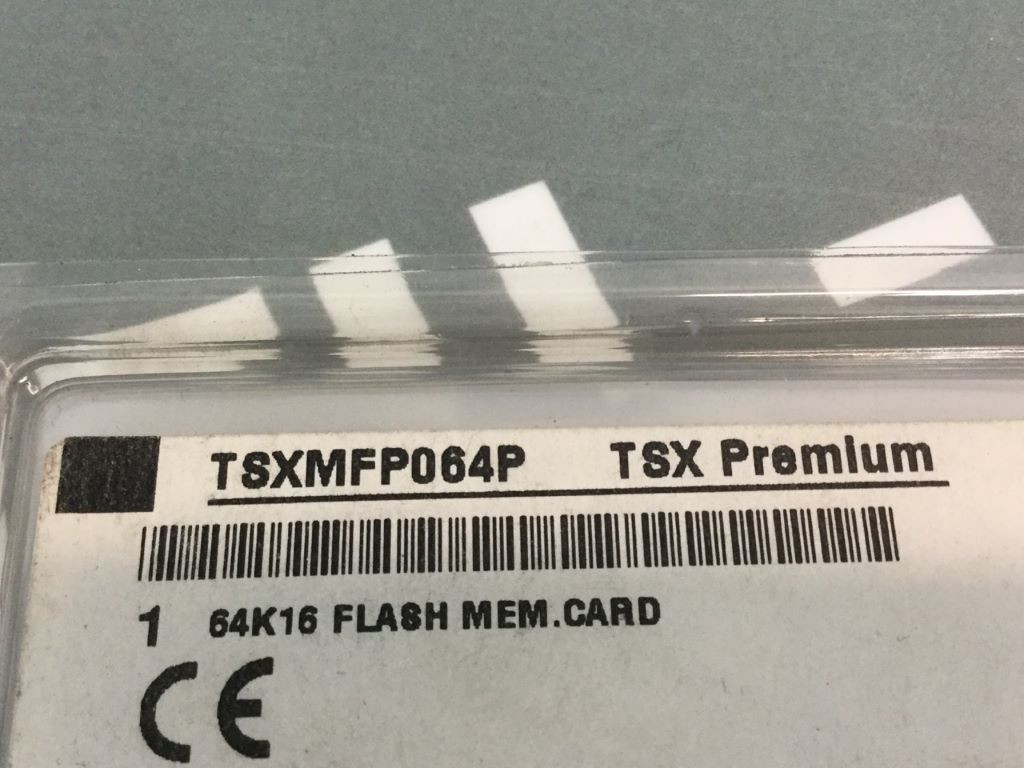 TSXMFP064P TSX Premium
1 64K16 FLASH MEM.CARD
CE